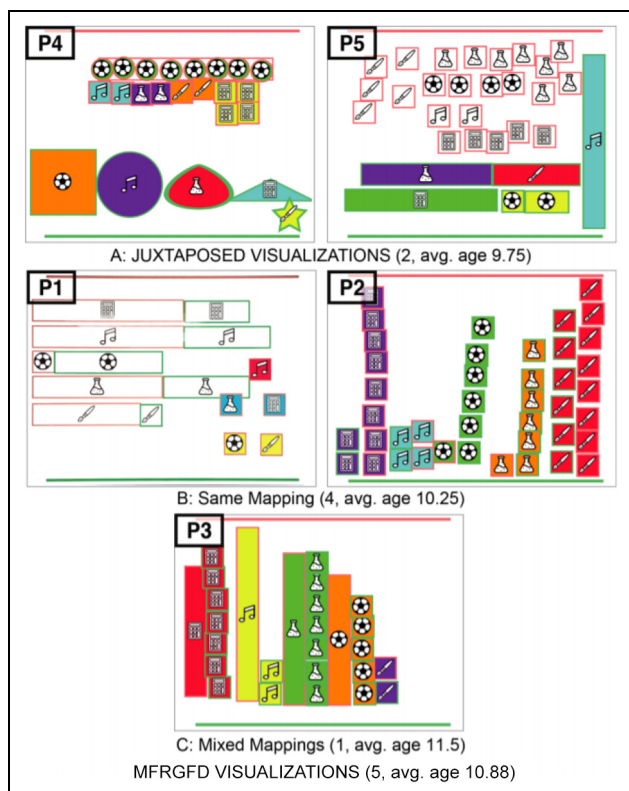 P4
P5
A: JUXTAPOSED VISUALIZATIONS (2, avg. age 9.75)
P1
P2
B: Same Mapping (4, avg. age 10.25)
P3
C: Mixed Mappings (1, avg. age 11.5)
MFRGFD VISUALIZATIONS (5, avg. age 10.88)